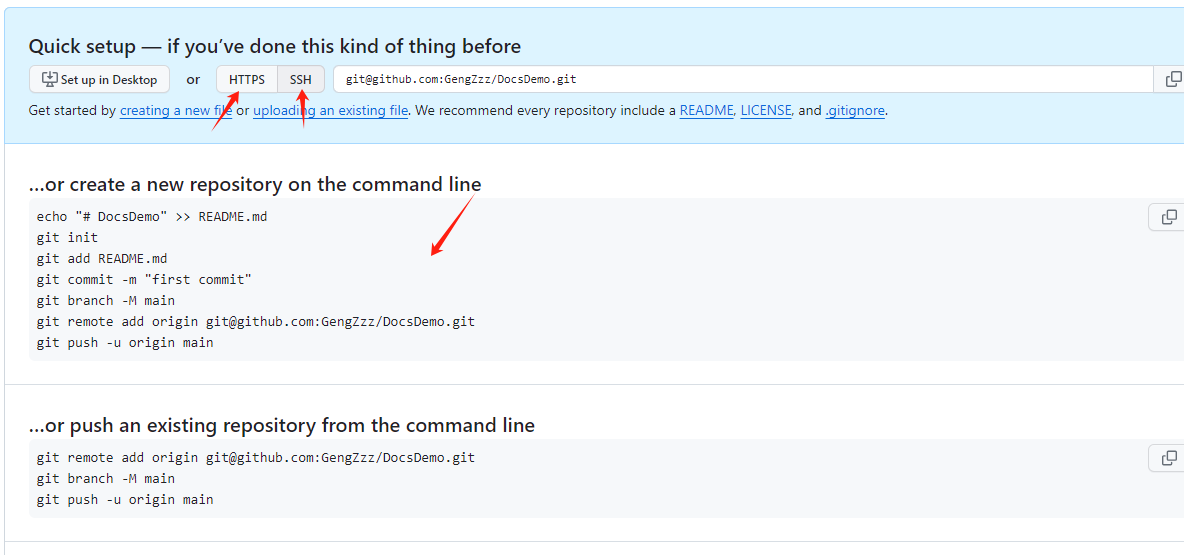 Quick setup — if you’ve done this kind of thing before
Set up in Desktop or HTTPS SSH git@github.com:GengZzz/DocsDemo.git
Get started by creating a new file or uploading an existing file. We recommend every repository include a README, LICENSE, and .gitignore.
…or create a new repository on the command line
echo "# DocsDemo" >> README.md
git init
git add README.md
git commit -m "first commit"
git branch -M main
git remote add origin git@github.com:GengZzz/DocsDemo.git
git push -u origin main
…or push an existing repository from the command line
git remote add origin git@github.com:GengZzz/DocsDemo.git
git branch -M main
git push -u origin main